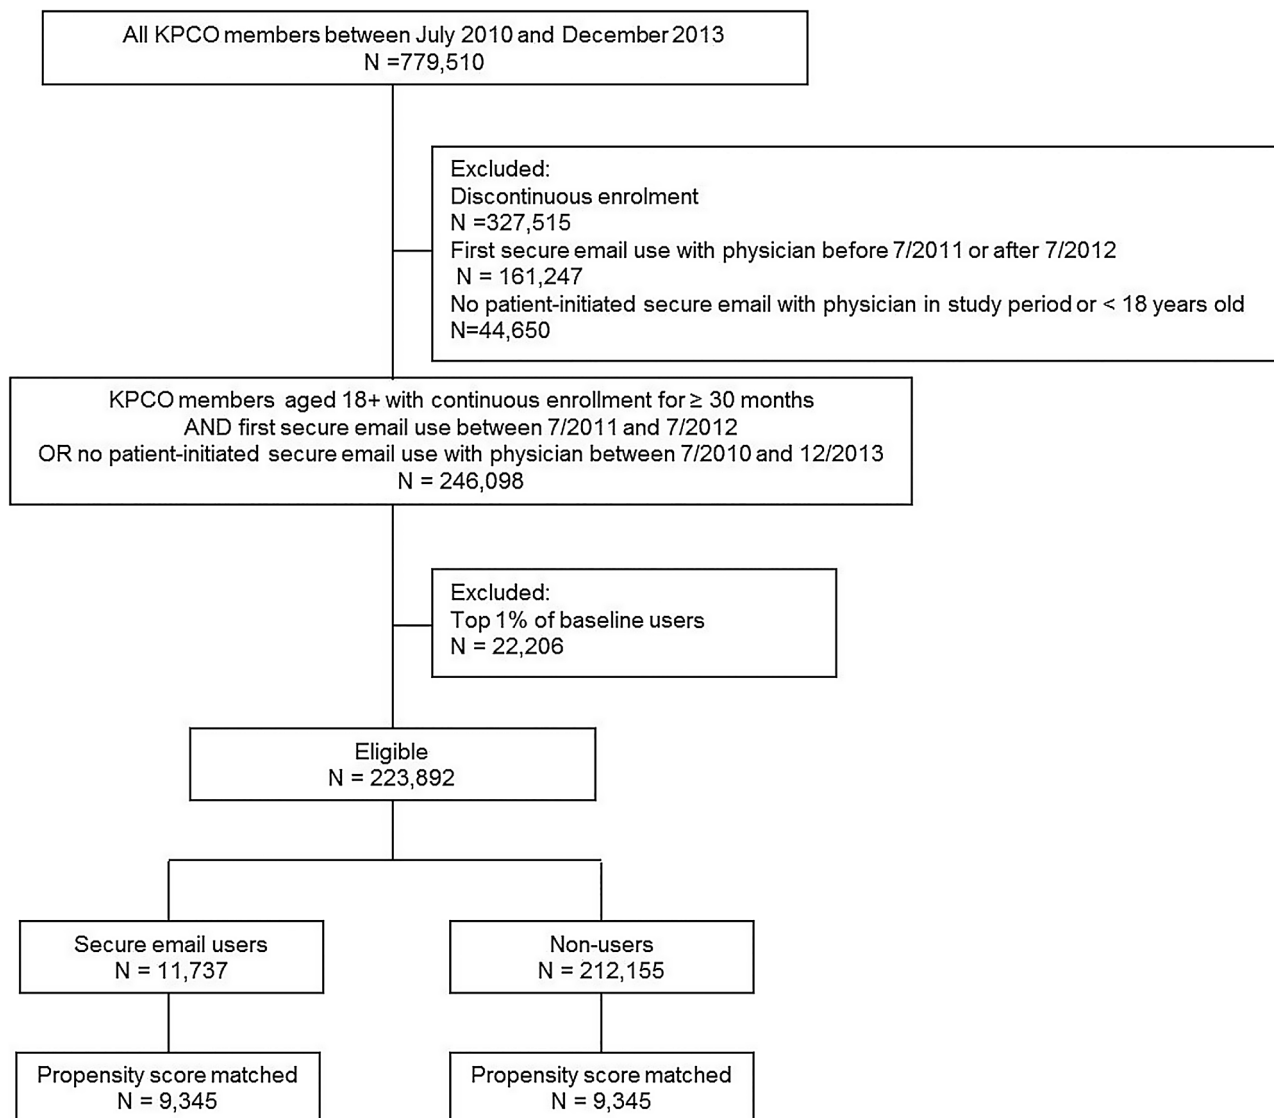 All KPCO members between July 2010 and December 2013
N =779,510
Excluded:
Discontinuous enrolment
N =327,515
First secure email use with physician before 7/2011 or after 7/2012
N = 161,247
No patient-initiated secure email with physician in study period or < 18 years old
N=44,650
KPCO members aged 18+ with continuous enrollment for ≥ 30 months
AND first secure email use between 7/2011 and 7/2012
OR no patient-initiated secure email use with physician between 7/2010 and 12/2013
N = 246,098
Excluded:
Top 1% of baseline users
N = 22,206
Eligible
N = 223,892
Secure email users
N = 11,737
Non-users
N = 212,155
Propensity score matched
N = 9,345
Propensity score matched
N = 9,345